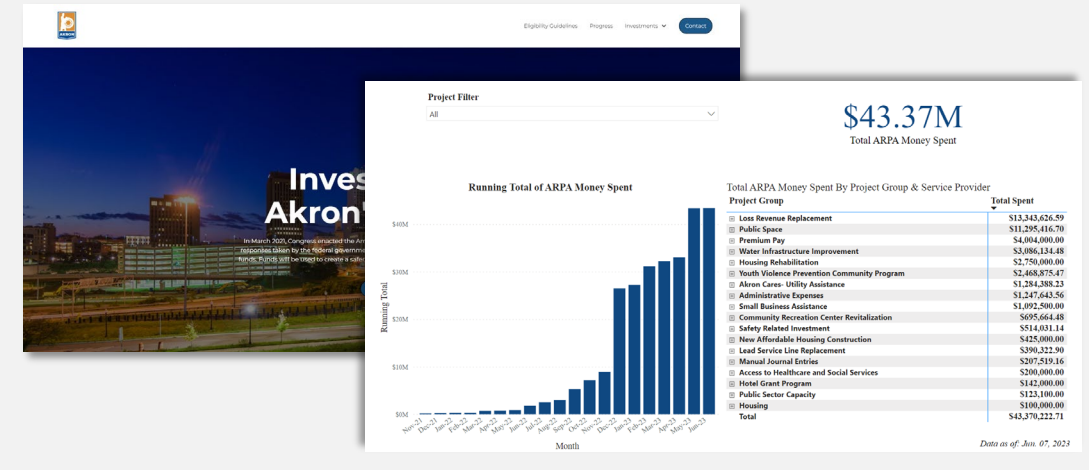 AKRON
Eligibility Guidelines Progress Investments Contact
Inves
Akron'
In March 2021, Congress enacted the
responses taken by the federal governme
funds. Funds will be used to create a safe
Project Filter
All
$43.37M
Total ARPA Money Spent
Running Total of ARPA Money Spent
Running Total
$40M
$30M
$20M
$10M
$0M
Nov-21 Dec-21 Jan-22 Feb-22 Mar-22 Apr-22 May-22 Jun-22 Jul-22 Aug-22 Sep-22 Oct-22 Nov-22 Dec-22 Jan-23 Feb-23 Mar-23 Apr-23 May-23 Jun-23
Month
Total ARPA Money Spent By Project Group & Service Provider
Project Group Total Spent
Loss Revenue Replacement $13,343,626.59
Public Space $11,295,416.70
Premium Pay $4,004,000.00
Water Infrastructure Improvement $3,086,134.48
Housing Rehabilitation $2,750,000.00
Youth Violence Prevention Community Program $2,468,875.47
Akron Cares- Utility Assistance $1,284,388.23
Administrative Expenses $1,247,643.56
Small Business Assistance $1,092,500.00
Community Recreation Center Revitalization $695,664.48
Safety Related Investment $514,031.14
New Affordable Housing Construction $425,000.00
Lead Service Line Replacement $390,322.90
Manual Journal Entries $207,519.16
Access to Healthcare and Social Services $200,000.00
Hotel Grant Program $142,000.00
Public Sector Capacity $123,100.00
Housing $100,000.00
Total $43,370,222.71
Data as of: Jun. 07, 2023